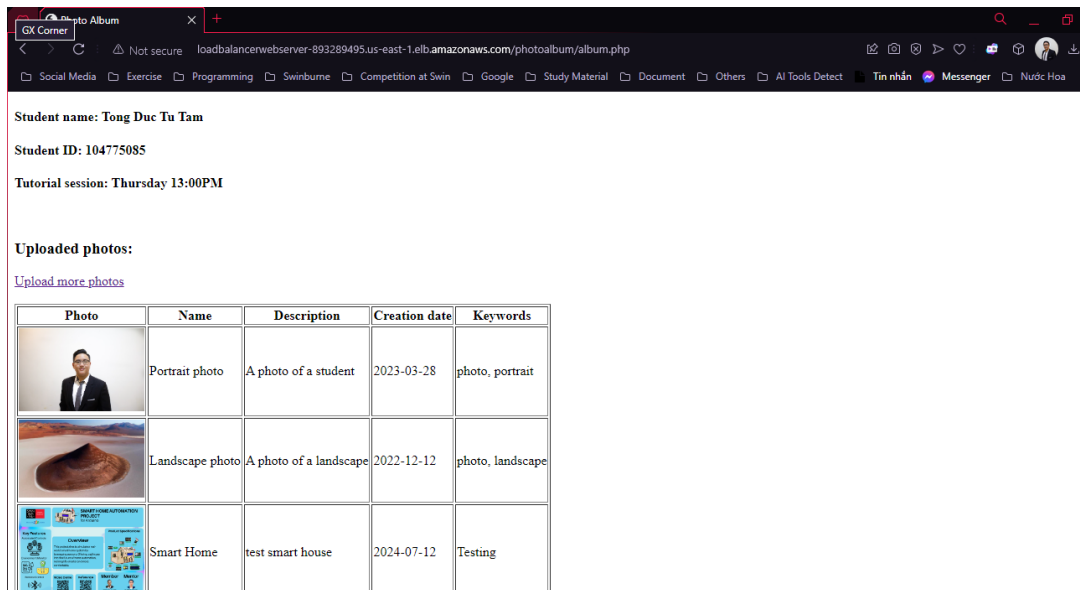 Photo Album
GX Corner
Not secure loadbalancerwebserver-893289495.us-east-1.elb.amazonaws.com/photoalbum/album.php
Social Media Exercise Programming Swinburne Competition at Swin Google Study Material Document Others AI Tools Detect Tin nhắn Messenger Nước Hoa
Student name: Tong Duc Tu Tam
Student ID: 104775085
Tutorial session: Thursday 13:00PM
Uploaded photos:
Upload more photos
Photo Name Description Creation date Keywords
Portrait photo A photo of a student 2023-03-28 photo, portrait
Landscape photo A photo of a landscape 2022-12-12 photo, landscape
SMART HOME AUTOMATION
PROJECT
Key Features
Overview
Smart Home test smart house 2024-07-12 Testing
Member Mentor